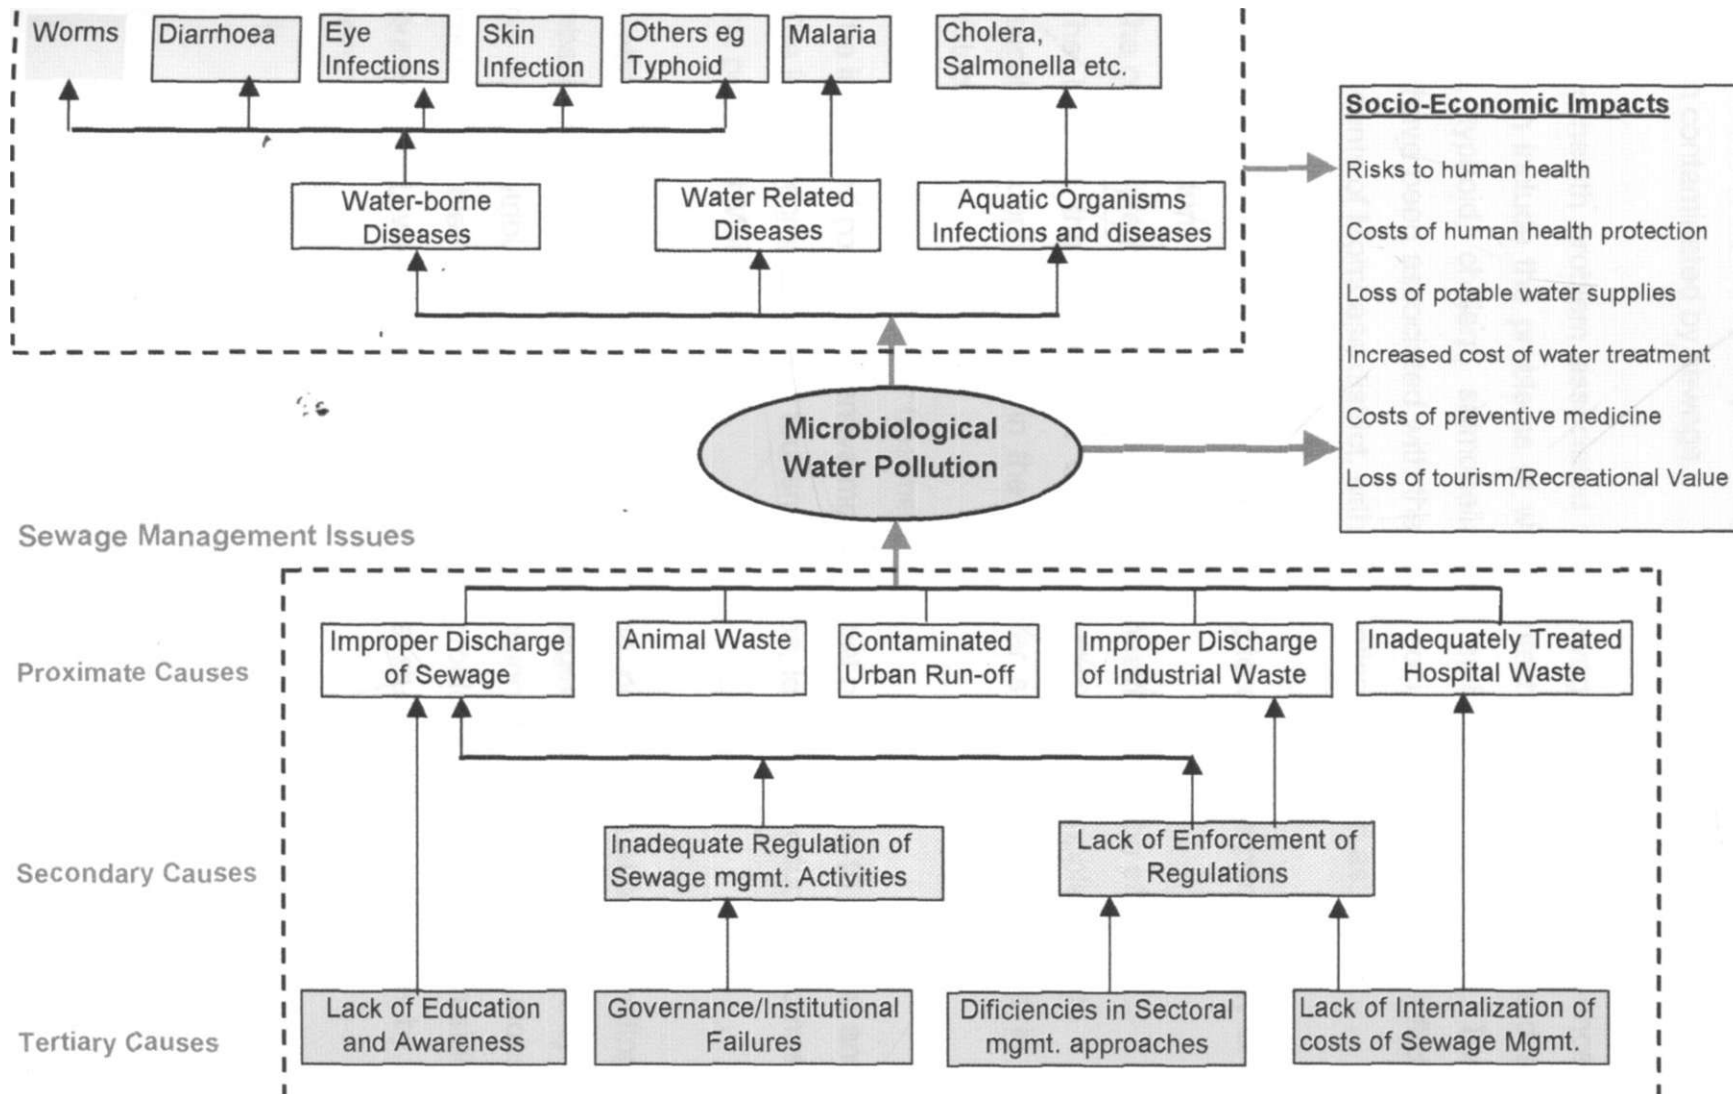 Worms
Diarrhoea
Eye
Infections
Skin
Infection
Others eg
Typhoid
Malaria
Cholera,
Salmonella etc.
Water-borne
Diseases
Water Related
Diseases
Aquatic Organisms
Infections and diseases
Socio-Economic Impacts
Risks to human health
Costs of human health protection
Loss of potable water supplies
Increased cost of water treatment
Costs of preventive medicine
Loss of tourism/Recreational Value
Microbiological
Water Pollution
Sewage Management Issues
Proximate Causes
Improper Discharge
of Sewage
Animal Waste
Contaminated
Urban Run-off
Improper Discharge
of Industrial Waste
Inadequately Treated
Hospital Waste
Secondary Causes
Inadequate Regulation of
Sewage mgmt. Activities
Lack of Enforcement of
Regulations
Tertiary Causes
Lack of Education
and Awareness
Governance/Institutional
Failures
Dificiencies in Sectoral
mgmt. approaches
Lack of Internalization of
costs of Sewage Mgmt.